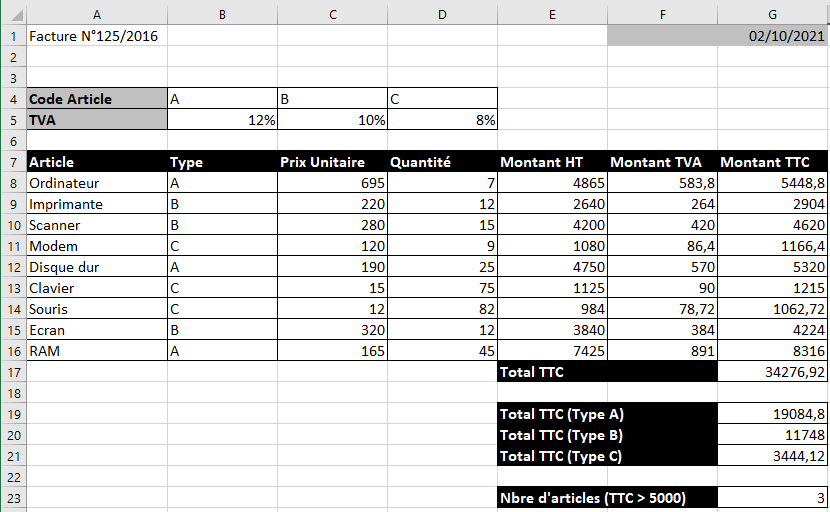 A B C D E F G
1 Facture N°125/2016 02/10/2021
2
3
4 Code Article A B C
5 TVA 12% 10% 8%
6
7 Article Type Prix Unitaire Quantité Montant HT Montant TVA Montant TTC
8 Ordinateur A 695 7 4865 583,8 5448,8
9 Imprimante B 220 12 2640 264 2904
10 Scanner B 280 15 4200 420 4620
11 Modem C 120 9 1080 86,4 1166,4
12 Disque dur A 190 25 4750 570 5320
13 Clavier C 15 75 1125 90 1215
14 Souris C 12 82 984 78,72 1062,72
15 Ecran B 320 12 3840 384 4224
16 RAM A 165 45 7425 891 8316
17 Total TTC 34276,92
18
19 Total TTC (Type A) 19084,8
20 Total TTC (Type B) 11748
21 Total TTC (Type C) 3444,12
22
23 Nbre d'articles (TTC > 5000) 3